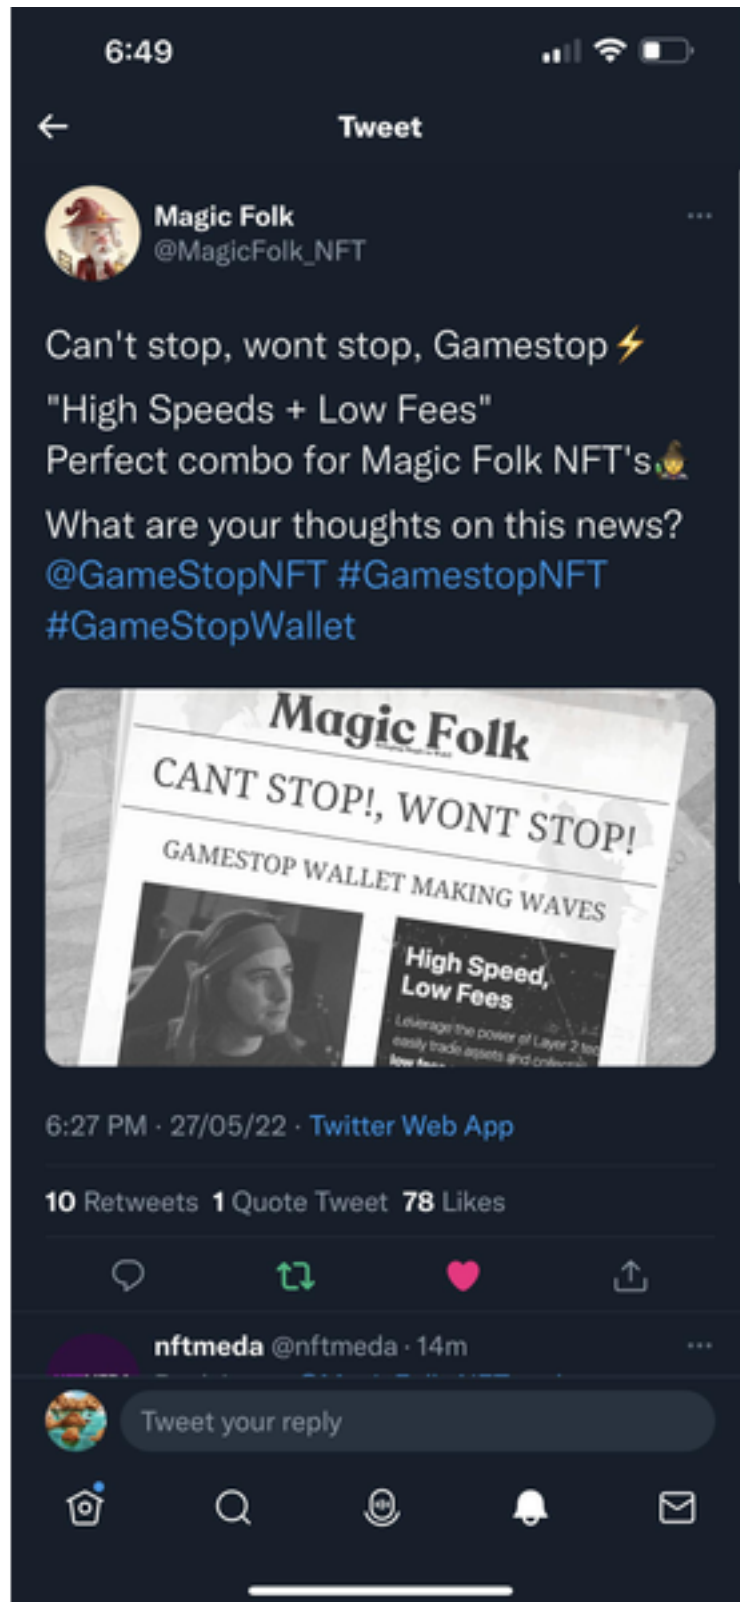 6:49
Tweet
Magic Folk
@MagicFolk_NFT
Can't stop, wont stop, Gamestop⚡
"High Speeds + Low Fees"
Perfect combo for Magic Folk NFT's
What are your thoughts on this news?
@GameStopNFT #GamestopNFT
#GameStopWallet
Magic Folk
CANT STOP!, WONT STOP!
GAMESTOP WALLET MAKING WAVES
High Speed,
Low Fees
Leverage the power of Layer 2
easily trade assets and
low
6:27 PM · 27/05/22 · Twitter Web App
10 Retweets 1 Quote Tweet 78 Likes
nftmeda @nftmeda · 14m
Tweet your reply